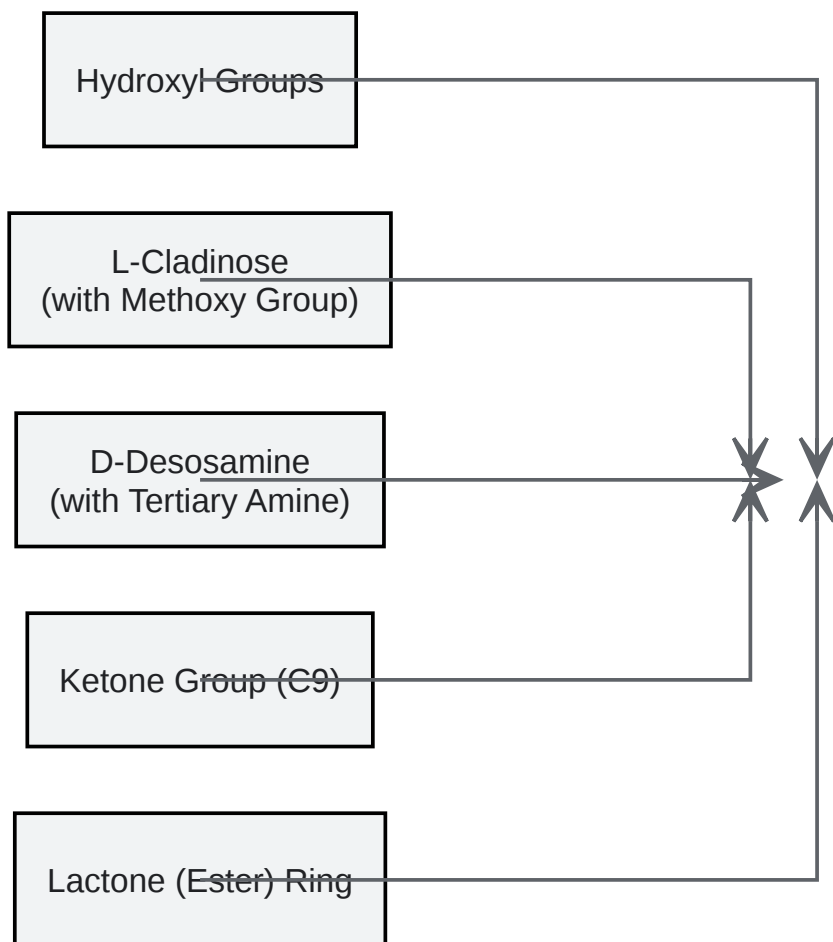 Hydroxyl Groups
L-Cladinose
(with Methoxy Group)
D-Desosamine
(with Tertiary Amine)
Ketone Group (C9)
Lactone (Ester) Ring